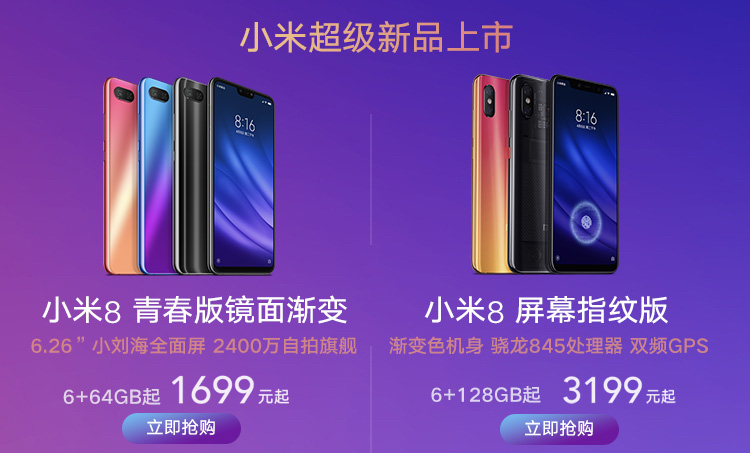 小米超级新品上市
8:16
8:16
小米8 青春版镜面渐变
6.26” 小刘海全面屏 2400万自拍旗舰
6+64GB起 1699元起
立即抢购
小米8 屏幕指纹版
渐变色机身 骁龙845处理器 双频GPS
6+128GB起 3199元起
立即抢购